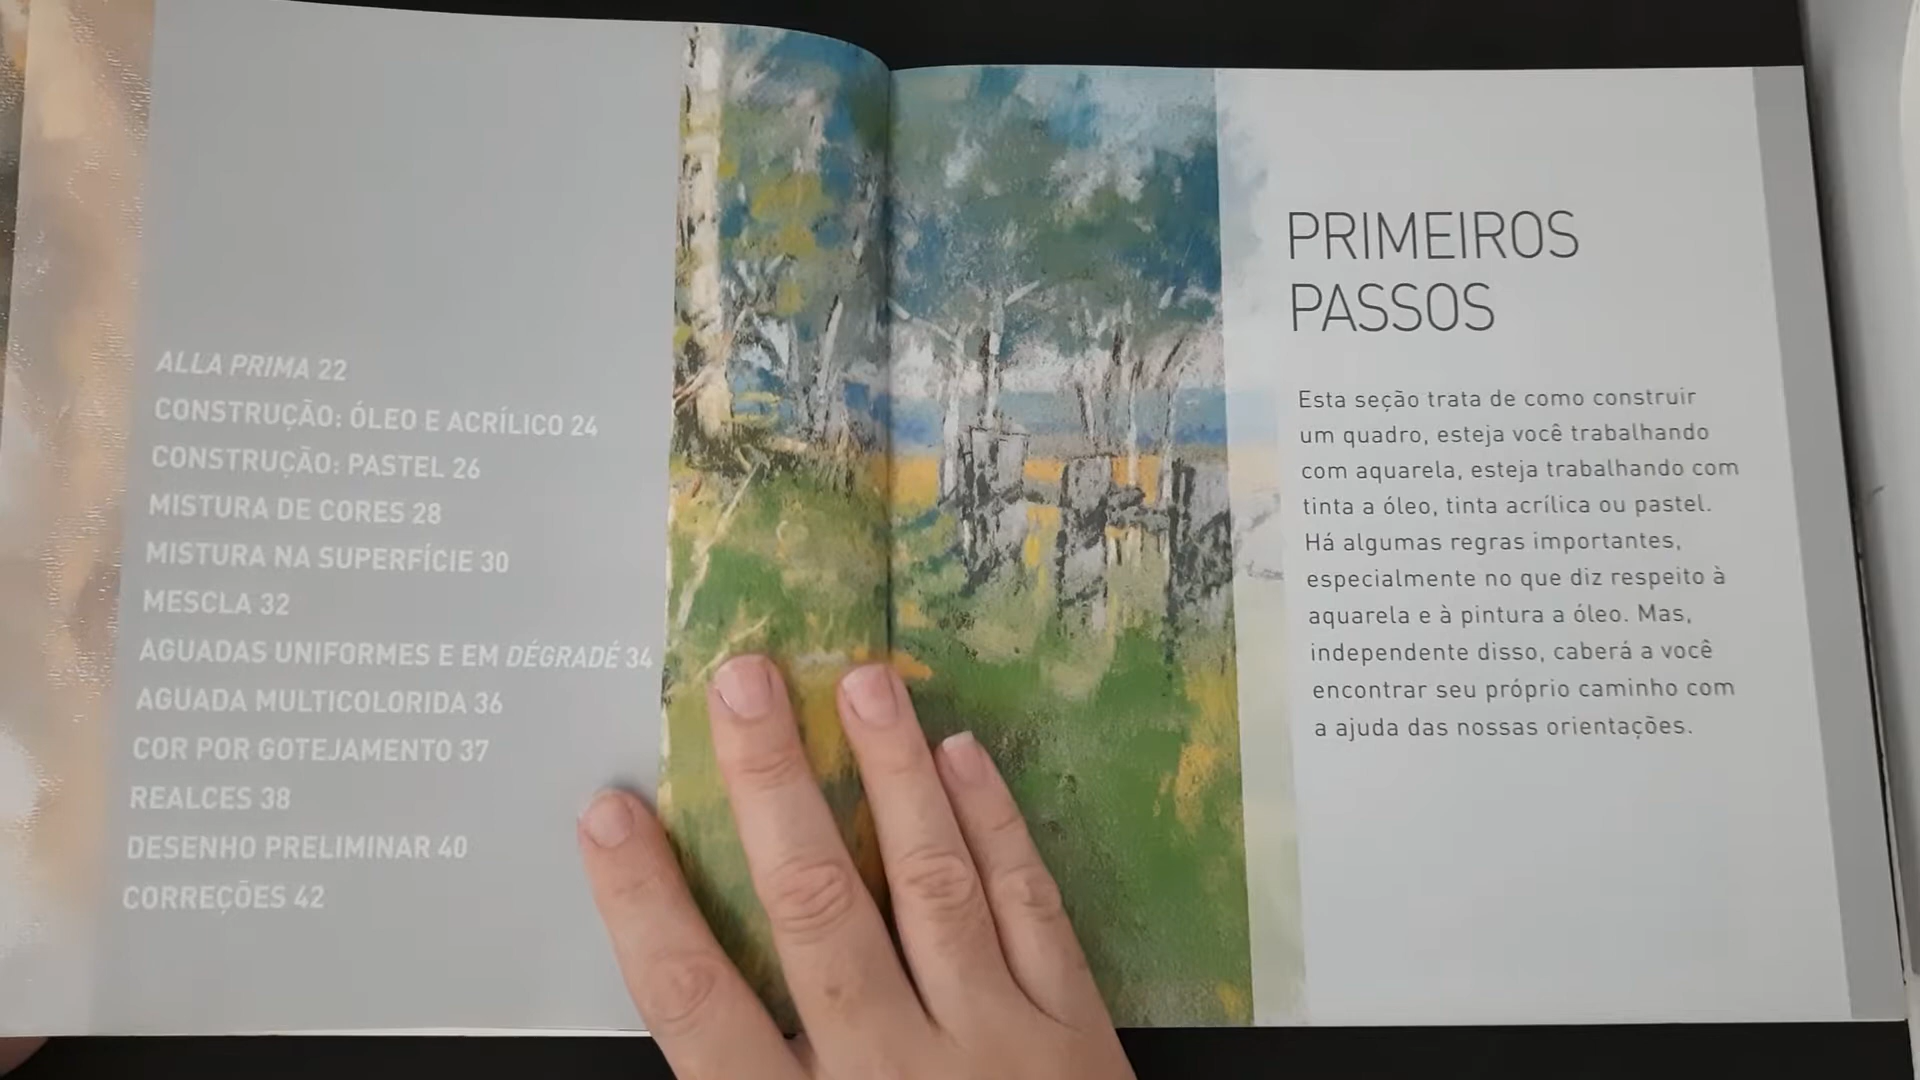 ALLA PRIMA 22
CONSTRUÇÃO: ÓLEO E ACRÍLICO 24
CONSTRUÇÃO: PASTEL 26
MISTURA DE CORES 28
MISTURA NA SUPERFÍCIE 30
MESCLA 32
AGUADAS UNIFORMES E EM DÉGRADÉ 34
AGUADA MULTICOLORIDA 36
COR POR GOTEJAMENTO 37
REALCES 38
DESENHO PRELIMINAR 40
CORREÇÕES 42
PRIMEIROS
PASSOS
Esta seção trata de como construir
um quadro, esteja você trabalhando
com aquarela, esteja trabalhando com
tinta a óleo, tinta acrílica ou pastel.
Há algumas regras importantes,
especialmente no que diz respeito à
aquarela e à pintura a óleo. Mas,
independente disso, caberá a você
encontrar seu próprio caminho com
a ajuda das nossas orientações.